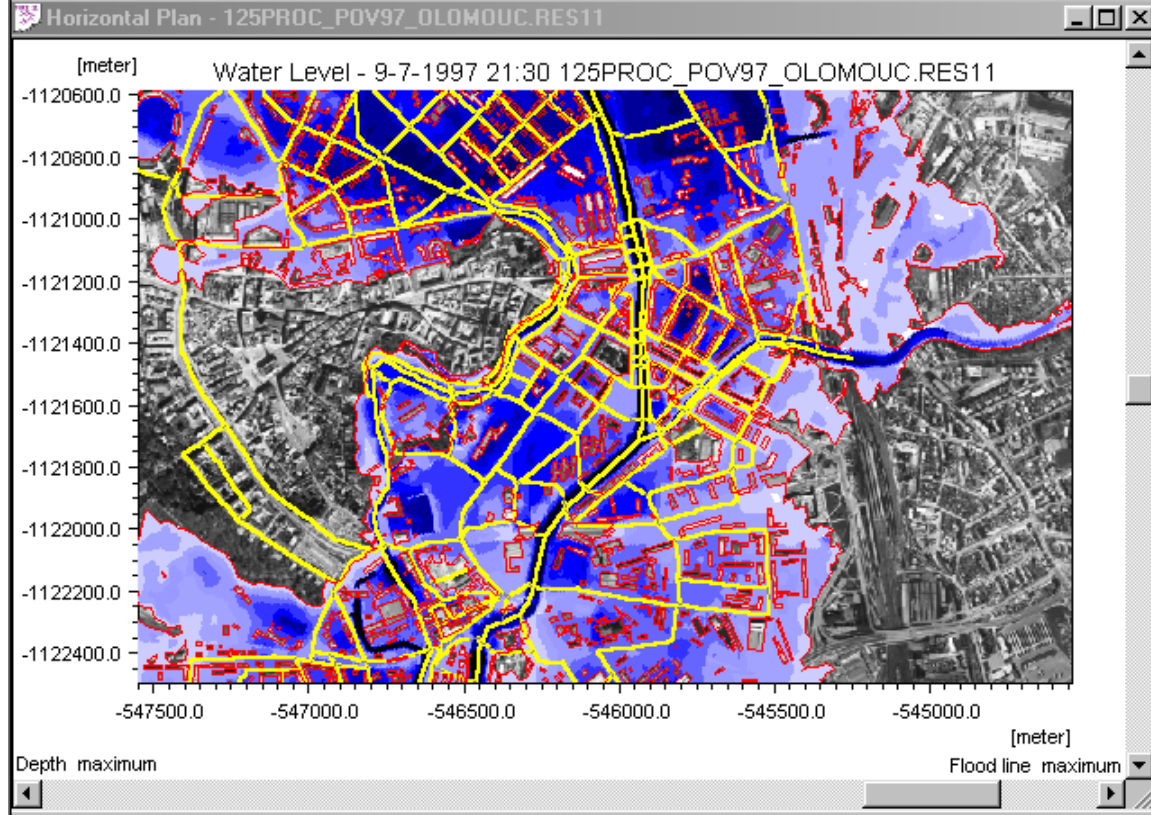 Horizontal Plan - 125PROC_POV97_OLOMOUC.RES11
[meter]
Water Level - 9-7-1997 21:30 125PROC_POV97_OLOMOUC.RES11
-1120600.0
-1120800.0
-1121000.0
-1121200.0
-1121400.0
-1121600.0
-1121800.0
-1122000.0
-1122200.0
-1122400.0
-547500.0 -547000.0 -546500.0 -546000.0 -545500.0 -545000.0
[meter]
Depth maximum Flood line maximum